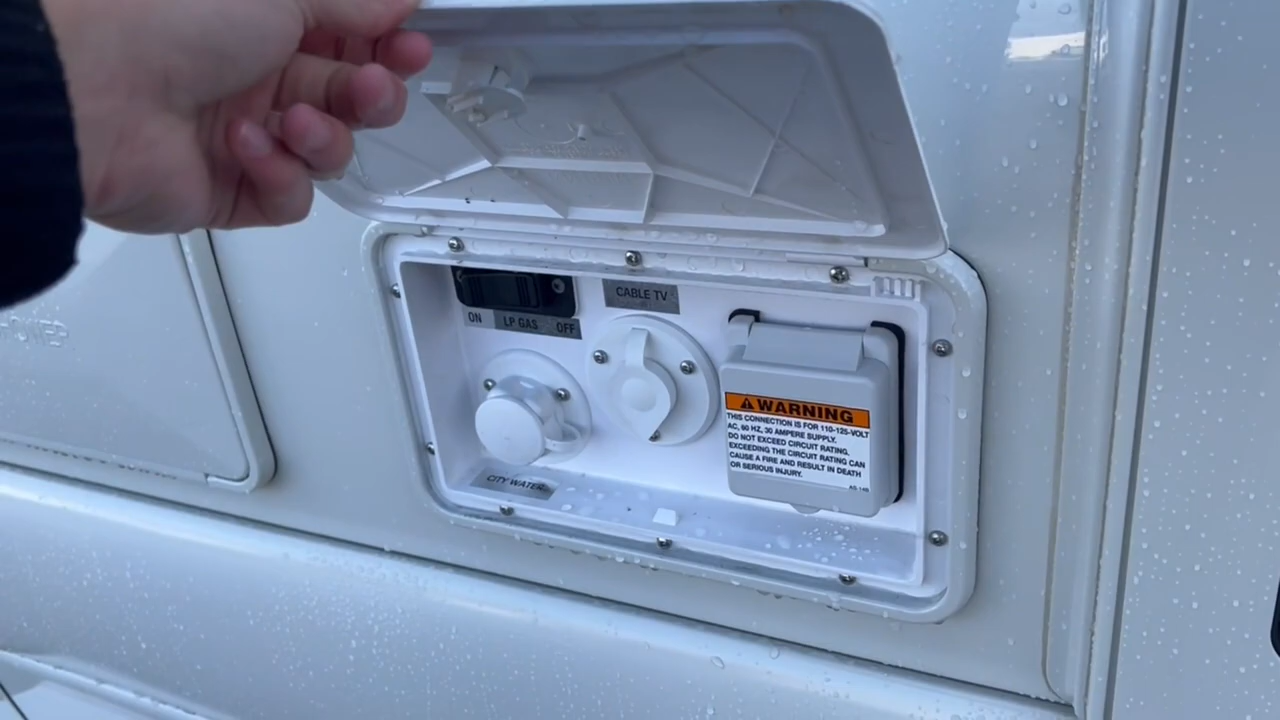 CABLE TV
ON LP GAS OFF
WARNING
THIS CONNECTION IS FOR 110-125-VOLT
AC, 60 HZ, 30 AMPERE SUPPLY.
DO NOT EXCEED CIRCUIT RATING.
EXCEEDING THE CIRCUIT RATING CAN
CAUSE A FIRE AND RESULT IN DEATH
OR SERIOUS INJURY.
CITY WATER